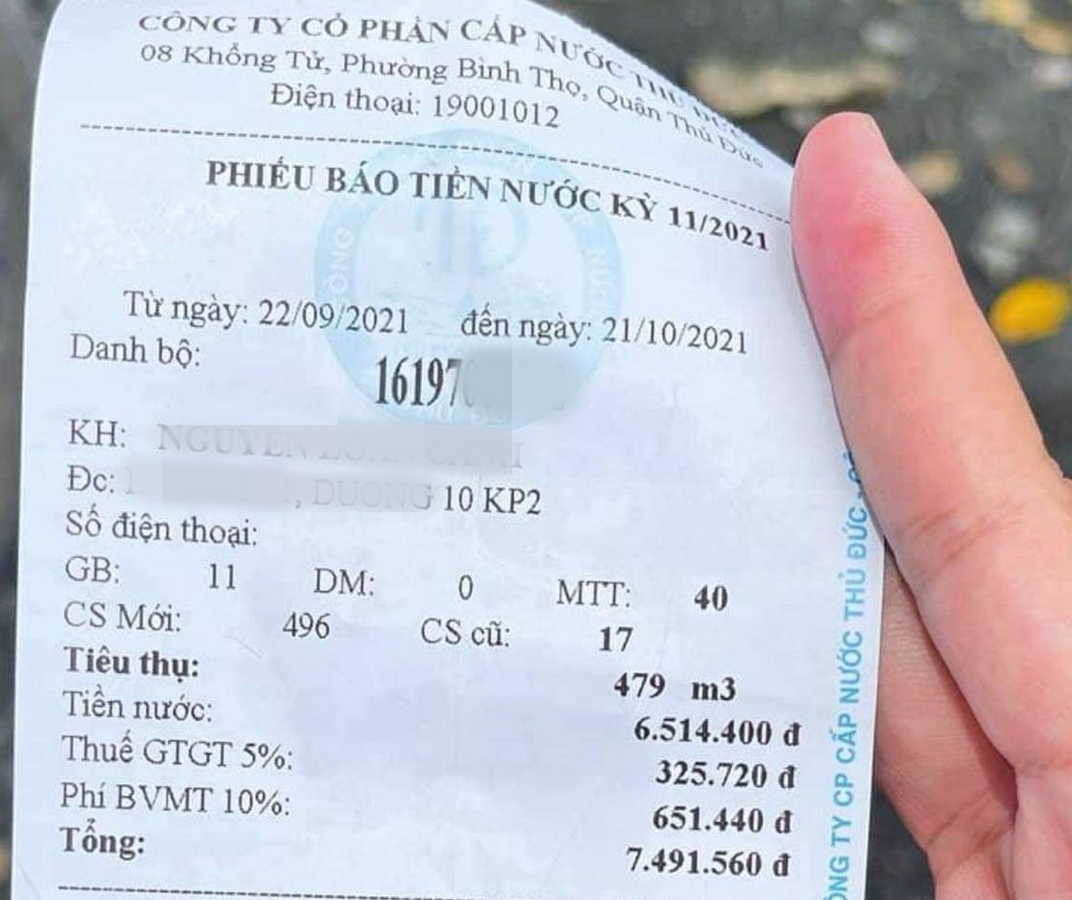 CÔNG TY CỔ PHẦN CẤP NƯỚC THỦ ĐỨC
08 Khổng Tử, Phường Bình Thọ, Quận Thủ Đức
Điện thoại: 19001012
PHIẾU BÁO TIỀN NƯỚC KỲ 11/2021
Từ ngày: 22/09/2021 đến ngày: 21/10/2021
Danh bộ: 16197
KH: NGUYEN
Đc: , DUONG 10 KP2
Số điện thoại:
GB: 11 DM: 0 MTT: 40
CS Mới: 496 CS cũ: 17
Tiêu thụ: 479 m3
Tiền nước: 6.514.400 đ
Thuế GTGT 5%: 325.720 đ
Phí BVMT 10%: 651.440 đ
Tổng: 7.491.560 đ
ÔNG TY CP CẤP NƯỚC THỦ ĐỨC